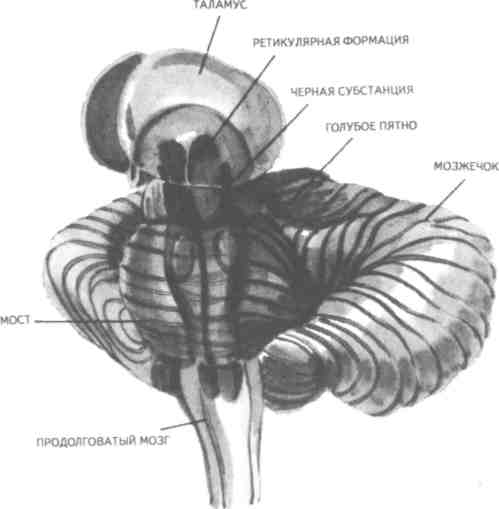 ТАЛАМУС
РЕТИКУЛЯРНАЯ ФОРМАЦИЯ
ЧЕРНАЯ СУБСТАНЦИЯ
ГОЛУБОЕ ПЯТНО
МОЗЖЕЧОК
МОСТ
ПРОДОЛГОВАТЫЙ МОЗГ